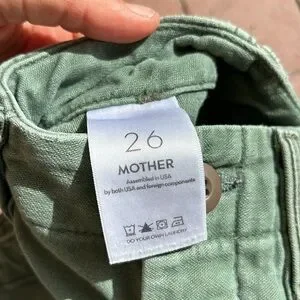 26
MOTHER
Assembled in USA
by both USA and foreign components
DO YOUR OWN LAUNDRY